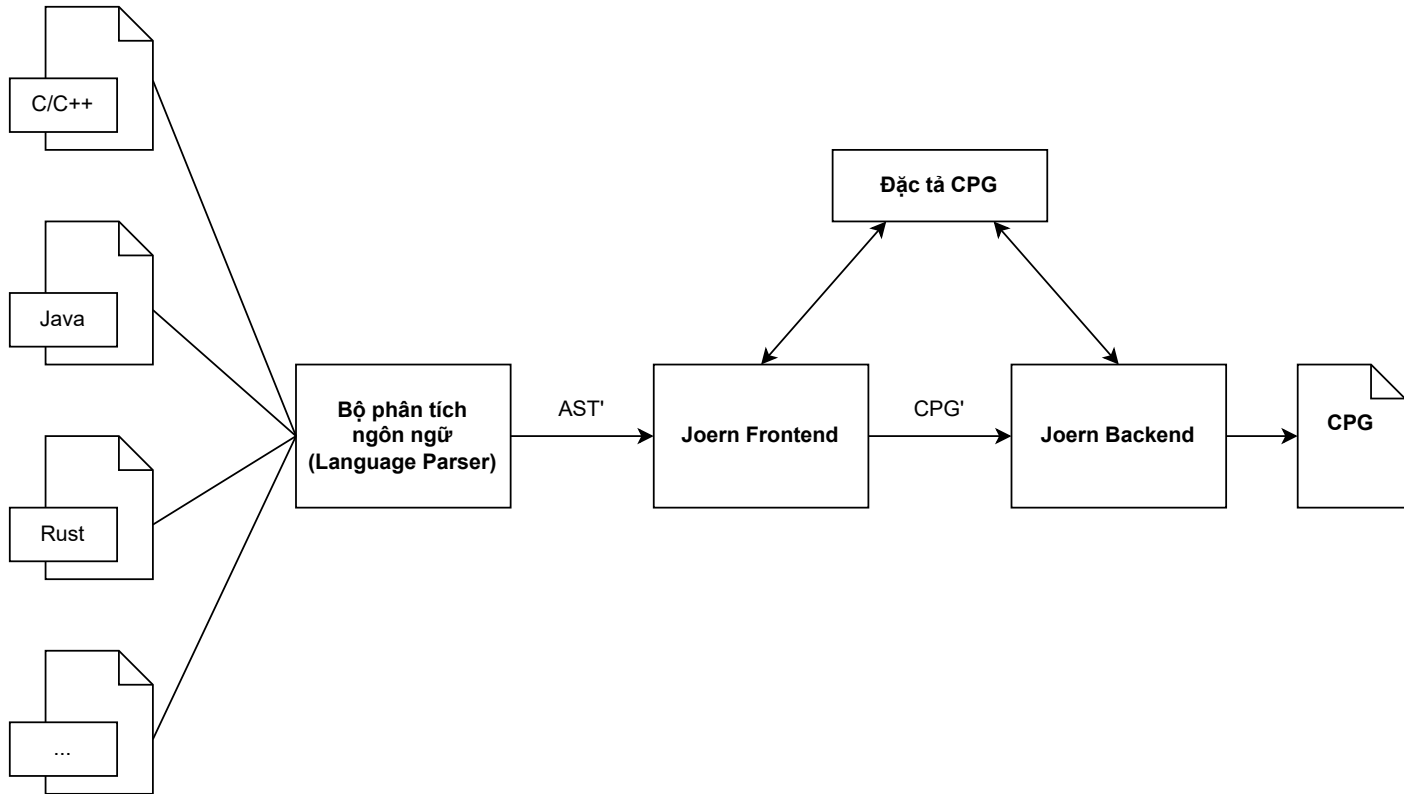 C/C++
Java
Rust
...
Bộ phân tích
ngôn ngữ
(Language Parser)
AST'
Joern Frontend
Đặc tả CPG
CPG'
Joern Backend
CPG